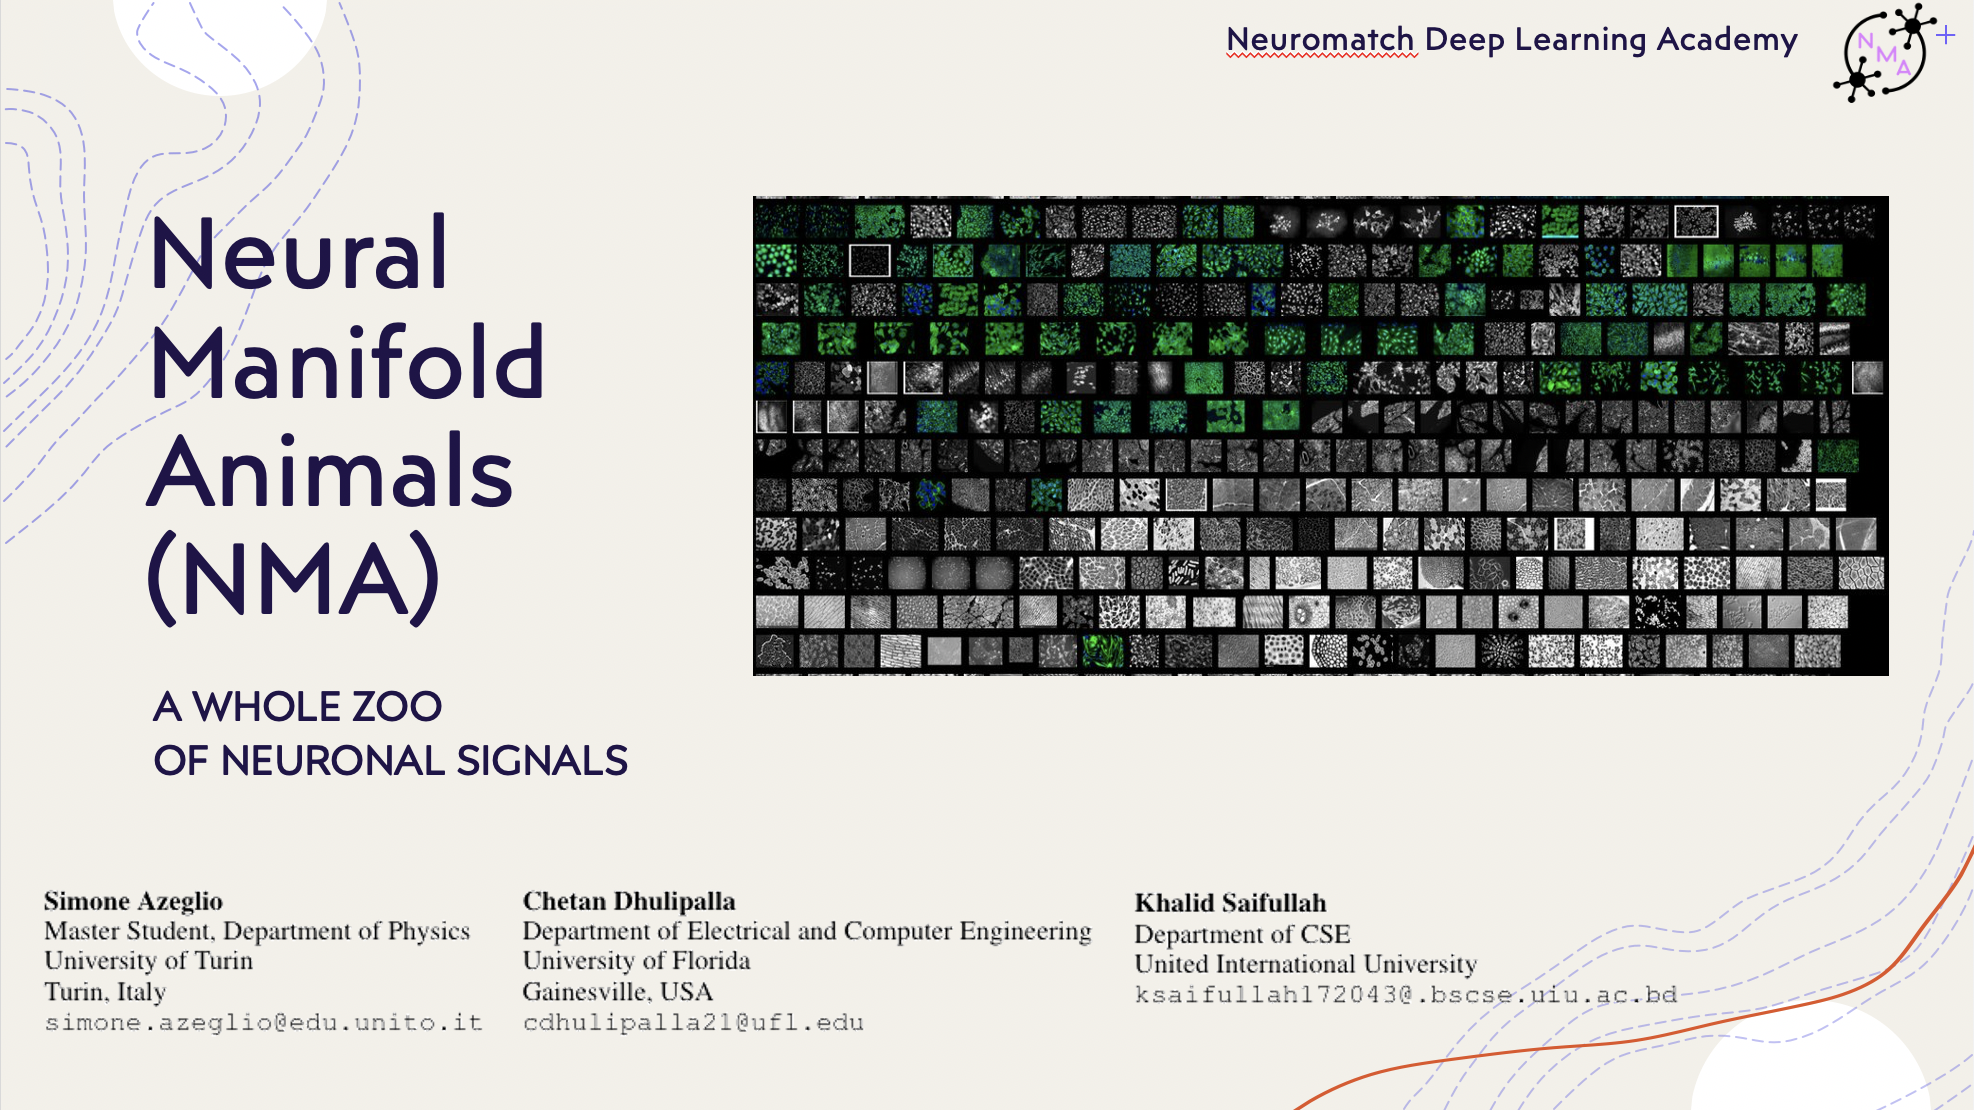 Neuromatch Deep Learning Academy
N
M
A
Neural
Manifold
Animals
(NMA)
A WHOLE ZOO
OF NEURONAL SIGNALS
Simone Azeglio
Master Student, Department of Physics
University of Turin
Turin, Italy
simone.azeglio@edu.unito.it
Chetan Dhulipalla
Department of Electrical and Computer Engineering
University of Florida
Gainesville, USA
cdhulipalla21@ufl.edu
Khalid Saifullah
Department of CSE
United International University
ksaifullah172043@.bscse.uiu.ac.bd